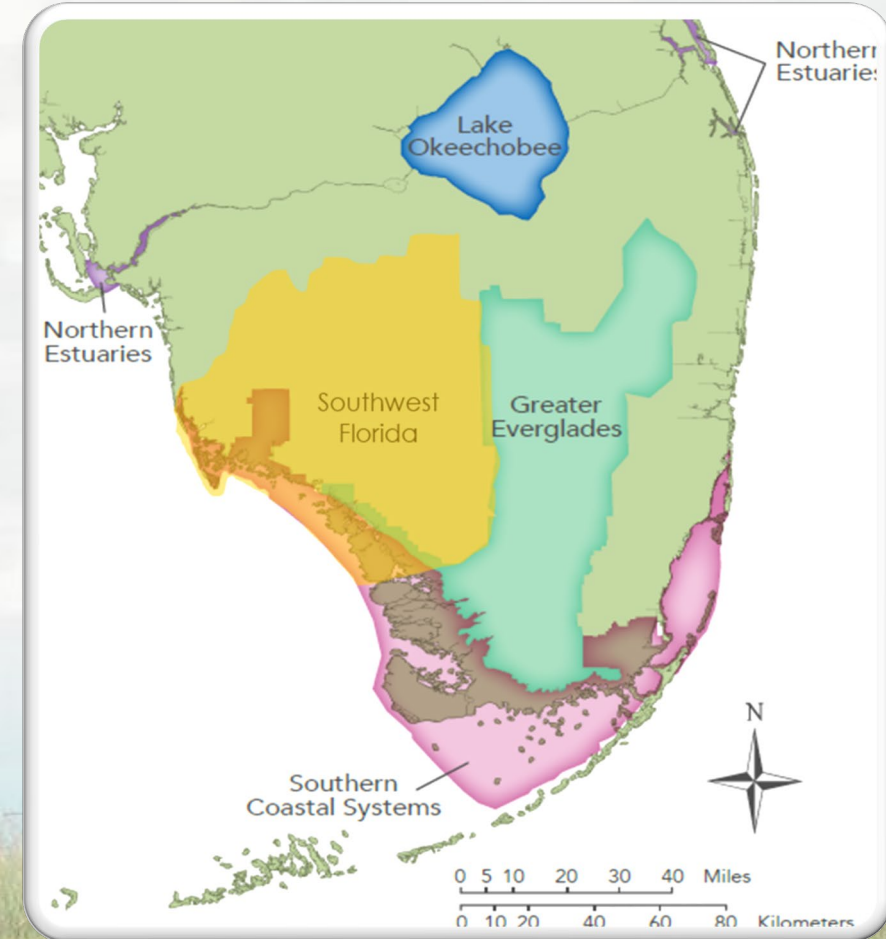 Northern
Estuaries
Lake
Okeechobee
Northern
Estuaries
Southwest
Florida
Greater
Everglades
N
Southern
Coastal Systems
0 5 10 20 30 40 Miles
0 10 20 40 60 80 Kilometers